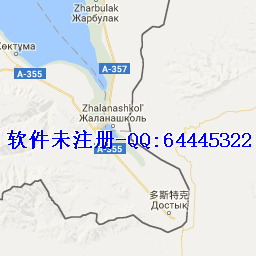 Zharbulak
Жарбулак
Көктума
А-355
А-357
Zhalanashkol'
Жаланашколь
软件未注册-QQ:64445322
А-355
多斯特克
Достық